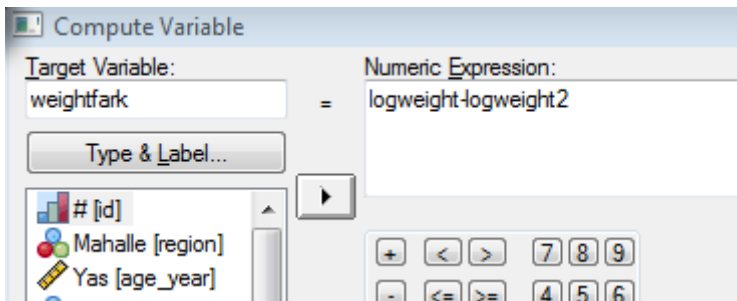 Compute Variable
Target Variable:
Numeric Expression:
weightfark
=
logweight-logweight2
Type & Label...
# [id]
Mahalle [region]
Yas [age_year]
+ < > 7 8 9
- <= >= 4 5 6